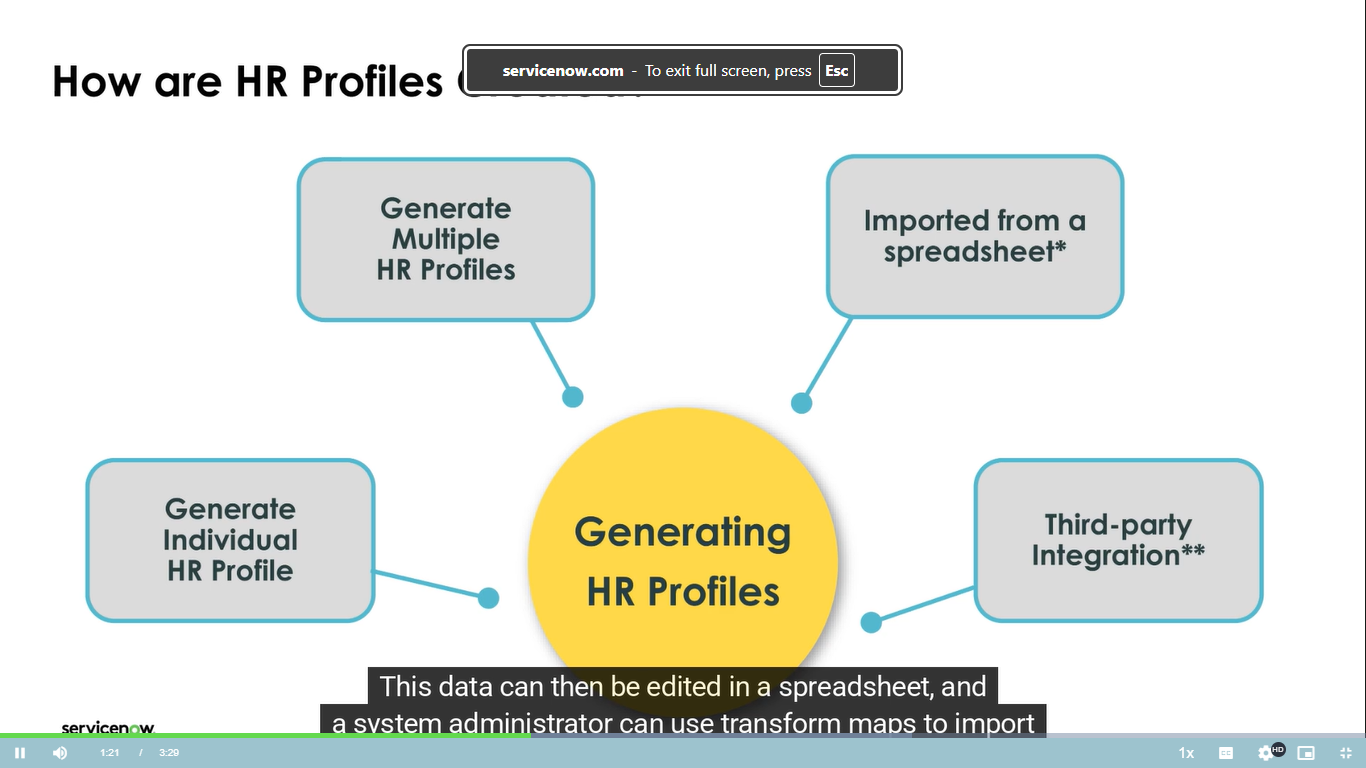 How are HR Profiles
servicenow.com - To exit full screen, press Esc
Generate
Multiple
HR Profiles
Imported from a
spreadsheet*
Generate
Individual
HR Profile
Generating
HR Profiles
Third-party
Integration**
This data can then be edited in a spreadsheet, and
a system administrator can use transform maps to import
servicenow.
1:21 / 3:29
1x
CC
HD